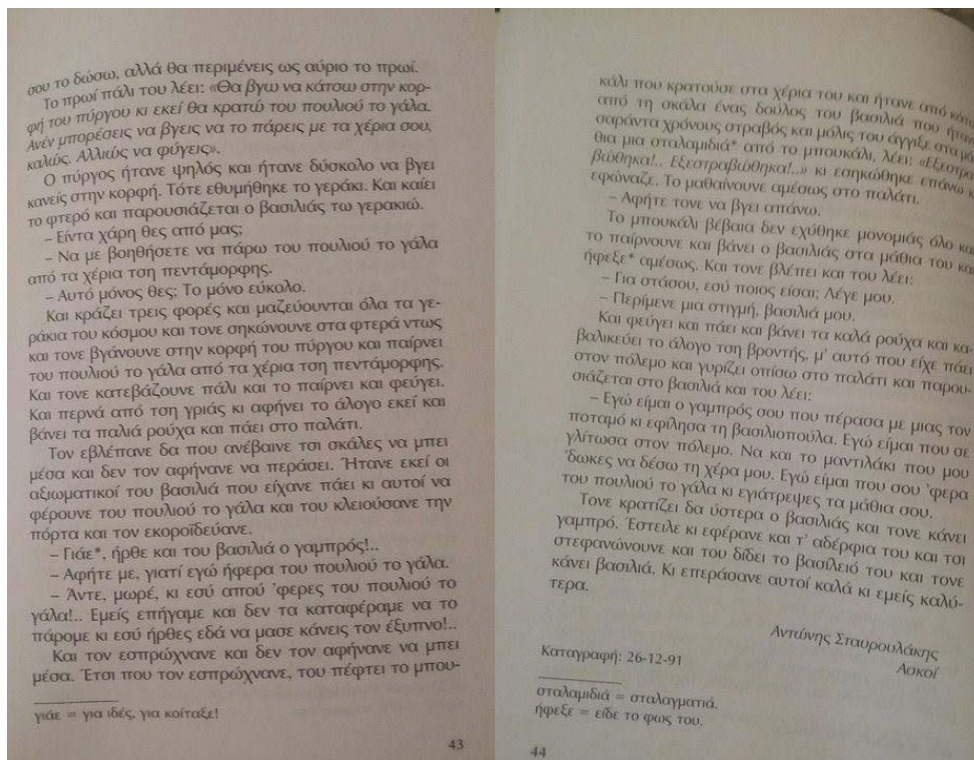 σου το δώσω, αλλά θα περιμένεις ως αύριο το πρωί.
Το πρωί πάλι του λέει: «Θα βγω να κάτσω στην κορ-
φή του πύργου κι εκεί θα κρατώ του πουλιού το γάλα.
Ανέν μπορέσεις να βγεις να το πάρεις με τα χέρια σου,
καλώς. Αλλιώς να φύγεις».
Ο πύργος ήτανε ψηλός και ήτανε δύσκολο να βγει
κανείς στην κορφή. Τότε εθυμήθηκε το γεράκι. Και καίει
το φτερό και παρουσιάζεται ο βασιλιάς τω γερακιώ.
– Είντα χάρη θες από μας;
– Να με βοηθήσετε να πάρω του πουλιού το γάλα
από τα χέρια τση πεντάμορφης.
– Αυτό μόνος θες; Το μόνο εύκολο.
Και κράζει τρεις φορές και μαζεύουνται όλα τα γε-
ράκια του κόσμου και τονε σηκώνουνε στα φτερά ντως
και τονε βγάνουνε στην κορφή του πύργου και παίρνει
του πουλιού το γάλα από τα χέρια τση πεντάμορφης.
Και τονε κατεβάζουνε πάλι και το παίρνει και φεύγει.
Και περνά από τση γριάς κι αφήνει το άλογο εκεί και
βάνει τα παλιά ρούχα και πάει στο παλάτι.
Τον εβλέπανε δα που ανέβαινε τσι σκάλες να μπει
μέσα και δεν τον αφήνανε να περάσει. Ήτανε εκεί οι
αξιωματικοί του βασιλιά που είχανε πάει κι αυτοί να
φέρουνε του πουλιού το γάλα και του κλειούσανε την
πόρτα και τον εκοροϊδεύανε.
– Γιάε*, ήρθε και του βασιλιά ο γαμπρός!..
– Αφήτε με, γιατί εγώ ήφερα του πουλιού το γάλα.
– Άντε, μωρέ, κι εσύ απού 'φερες του πουλιού το
γάλα!.. Εμείς επήγαμε και δεν τα καταφέραμε να το
πάρομε κι εσύ ήρθες εδά να μασε κάνεις τον έξυπνο!..
Και τον εσπρώχνανε και δεν τον αφήνανε να μπει
μέσα. Έτσι που τον εσπρώχνανε, του πέφτει το μπου-
γιάε = για ιδές, για κοίταξε!
43
κάλι που κρατούσε στα χέρια του και ήτανε από κάτω
από τη σκάλα ένας δούλος του βασιλιά που ήτανε
σαράντα χρόνους στραβός και μόλις του άγγιξε στα μά-
θια μια σταλαμιδιά* από το μπουκάλι, λέει: «Εξεστρα-
βώθηκα!.. Εξεστραβώθηκα!..» κι εσηκώθηκε επάνω κ
εφώναζε. Το μαθαίνουνε αμέσως στο παλάτι.
– Αφήτε τονε να βγει απάνω.
Το μπουκάλι βέβαια δεν εχύθηκε μονομιάς όλο και
το παίρνουνε και βάνει ο βασιλιάς στα μάθια του και
ήφεξε* αμέσως. Και τονε βλέπει και του λέει:
– Για στάσου, εσύ ποιος είσαι; Λέγε μου.
– Περίμενε μια στιγμή, βασιλιά μου.
Και φεύγει και πάει και βάνει τα καλά ρούχα και κα-
βαλικεύει το άλογο τση βροντής, μ' αυτό που είχε πάει
στον πόλεμο και γυρίζει οπίσω στο παλάτι και παρου-
σιάζεται στο βασιλιά και του λέει:
– Εγώ είμαι ο γαμπρός σου που πέρασα με μιας τον
ποταμό κι εφίλησα τη βασιλιοπούλα. Εγώ είμαι που σε
γλίτωσα στον πόλεμο. Να και το μαντιλάκι που μου
'δωκες να δέσω τη χέρα μου. Εγώ είμαι που σου 'φερα
του πουλιού το γάλα κι εγιάτρεψες τα μάθια σου.
Τονε κρατίζει δα ύστερα ο βασιλιάς και τονε κάνει
γαμπρό. Έστειλε κι εφέρανε και τ' αδέρφια του και τσι
στεφανώνουνε και του δίδει το βασίλειό του και τονε
κάνει βασιλιά. Κι επεράσανε αυτοί καλά κι εμείς καλύ-
τερα.
Αντώνης Σταυρουλάκης
Ασκοί
Καταγραφή: 26-12-91
σταλαμιδιά = σταλαγματιά.
ήφεξε = είδε το φως του.
44